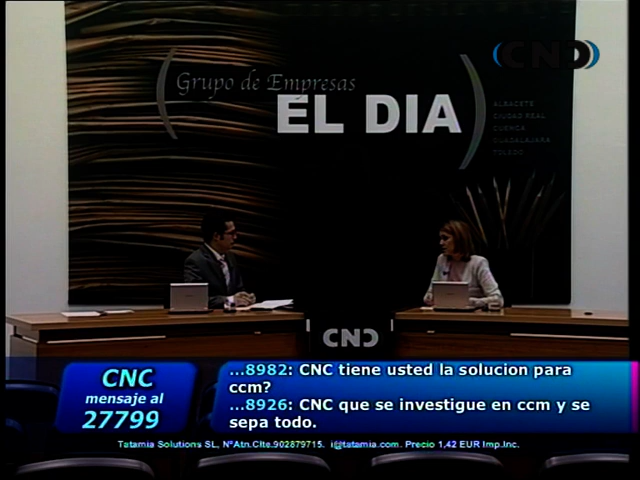 CND
Grupo de Empresas
EL DIA
ALBACETE
CIUDAD REAL
CUENCA
GUADALAJARA
TOLEDO
CNC
CNC
mensaje al
27799
...8982: CNC tiene usted la solucion para
ccm?
...8926: CNC que se investigue en ccm y se
sepa todo.
Tatamia Solutions SL, NºAtn.Clte.902879715. i@tatamia.com. Precio 1,42 EUR Imp.Inc.